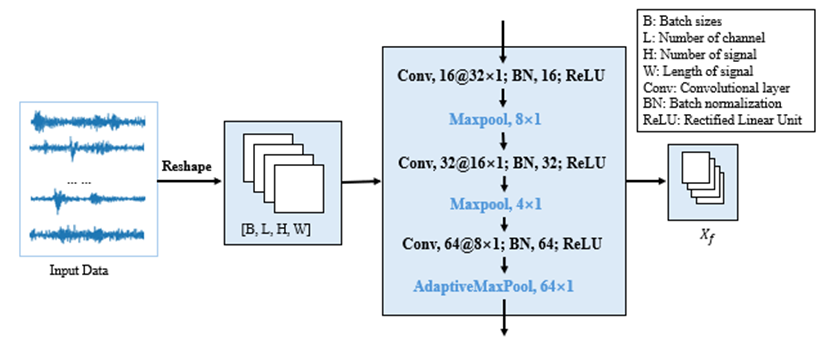 B: Batch sizes
L: Number of channel
H: Number of signal
W: Length of signal
Conv: Convolutional layer
BN: Batch normalization
ReLU: Rectified Linear Unit
... ...
Input Data
Reshape
[B, L, H, W]
Conv, 16@32×1; BN, 16; ReLU
Maxpool, 8×1
Conv, 32@16×1; BN, 32; ReLU
Maxpool, 4×1
Conv, 64@8×1; BN, 64; ReLU
AdaptiveMaxPool, 64×1
Xf